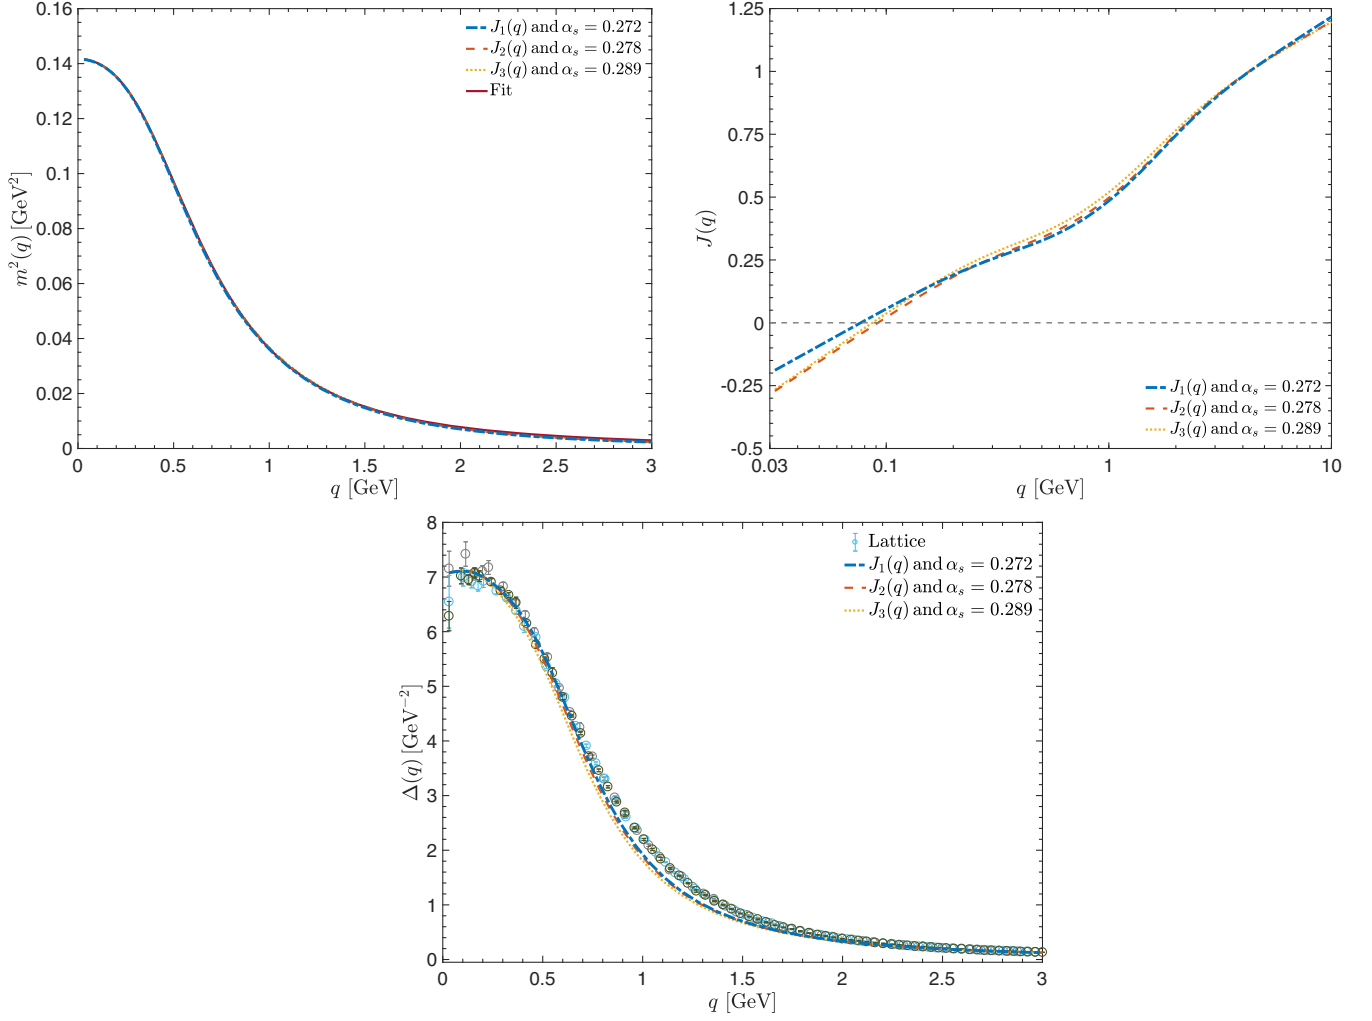 0.16
0.14
0.12
0.1
0.08
0.06
0.04
0.02
0
m²(q) [GeV²]
J₁(q) and αₛ = 0.272
J₂(q) and αₛ = 0.278
J₃(q) and αₛ = 0.289
Fit
0 0.5 1 1.5 2 2.5 3
q [GeV]
1.25
1
0.75
0.5
0.25
0
-0.25
-0.5
J(q)
J₁(q) and αₛ = 0.272
J₂(q) and αₛ = 0.278
J₃(q) and αₛ = 0.289
0.03 0.1 1 10
q [GeV]
8
7
6
5
4
3
2
1
0
Δ(q) [GeV⁻²]
Lattice
J₁(q) and αₛ = 0.272
J₂(q) and αₛ = 0.278
J₃(q) and αₛ = 0.289
0 0.5 1 1.5 2 2.5 3
q [GeV]